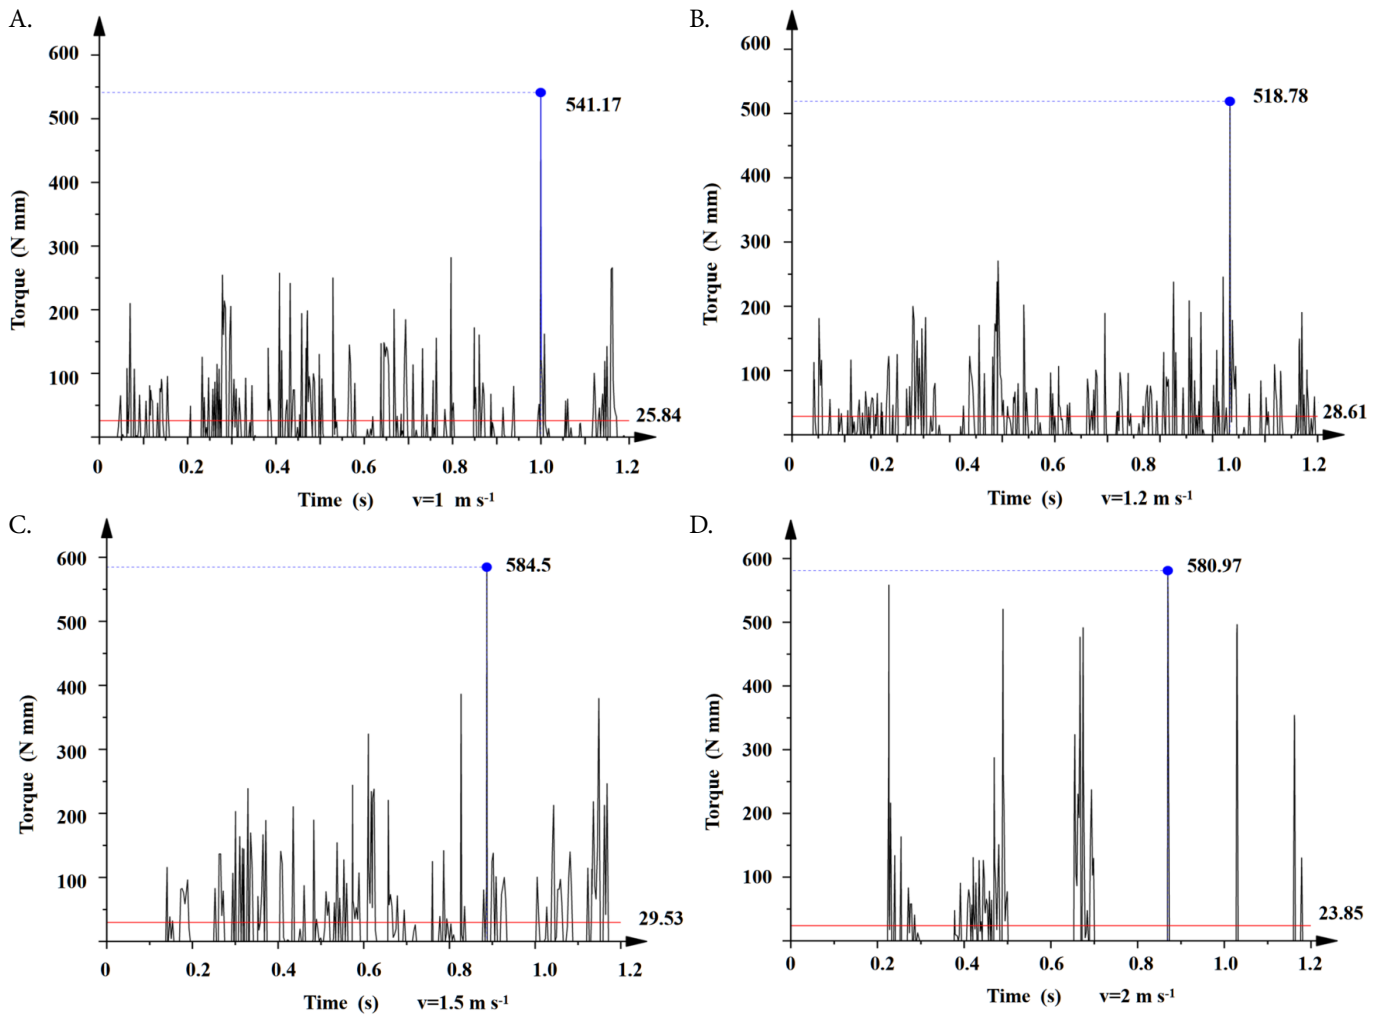 A.
600
500
400
300
200
100
541.17
25.84
0 0.2 0.4 0.6 0.8 1.0 1.2
Torque (N mm)
Time (s) v=1 m s-1
B.
600
500
400
300
200
100
518.78
28.61
0 0.2 0.4 0.6 0.8 1.0 1.2
Torque (N mm)
Time (s) v=1.2 m s-1
C.
600
500
400
300
200
100
584.5
29.53
0 0.2 0.4 0.6 0.8 1.0 1.2
Torque (N mm)
Time (s) v=1.5 m s-1
D.
600
500
400
300
200
100
580.97
23.85
0 0.2 0.4 0.6 0.8 1.0 1.2
Torque (N mm)
Time (s) v=2 m s-1